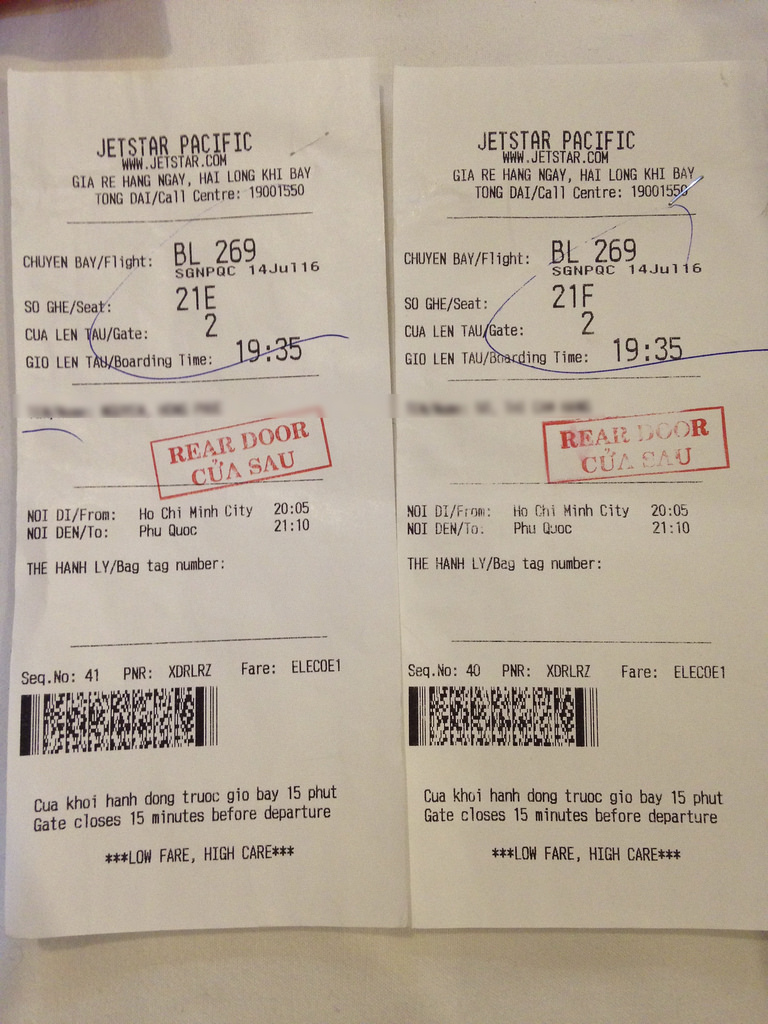 JETSTAR PACIFIC
WWW.JETSTAR.COM
GIA RE HANG NGAY, HAI LONG KHI BAY
TONG DAI/Call Centre: 19001550
CHUYEN BAY/Flight: BL 269
SGNPQC 14Jul16
SO GHE/Seat: 21E
CUA LEN TAU/Gate: 2
GIO LEN TAU/Boarding Time: 19:35
REAR DOOR
CỬA SAU
NOI DI/From: Ho Chi Minh City 20:05
NOI DEN/To: Phu Quoc 21:10
THE HANH LY/Bag tag number:
Seq.No: 41 PNR: XDRLRZ Fare: ELECOE1
Cua khoi hanh dong truoc gio bay 15 phut
Gate closes 15 minutes before departure
***LOW FARE, HIGH CARE***
JETSTAR PACIFIC
WWW.JETSTAR.COM
GIA RE HANG NGAY, HAI LONG KHI BAY
TONG DAI/Call Centre: 19001550
CHUYEN BAY/Flight: BL 269
SGNPQC 14Jul16
SO GHE/Seat: 21F
CUA LEN TAU/Gate: 2
GIO LEN TAU/Boarding Time: 19:35
REAR DOOR
CỬA SAU
NOI DI/From: Ho Chi Minh City 20:05
NOI DEN/To: Phu Quoc 21:10
THE HANH LY/Bag tag number:
Seq.No: 40 PNR: XDRLRZ Fare: ELECOE1
Cua khoi hanh dong truoc gio bay 15 phut
Gate closes 15 minutes before departure
***LOW FARE, HIGH CARE***